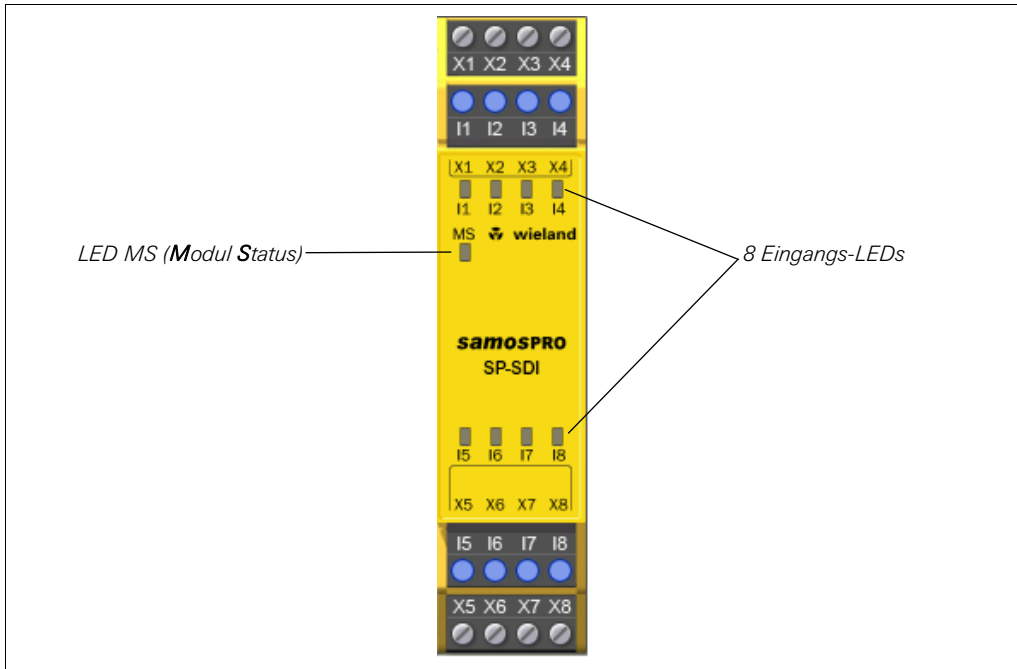 X1 X2 X3 X4
I1 I2 I3 I4
X1 X2 X3 X4
I1 I2 I3 I4
MS wieland
LED MS (Modul Status)
8 Eingangs-LEDs
samosPRO
SP-SDI
I5 I6 I7 I8
X5 X6 X7 X8
I5 I6 I7 I8
X5 X6 X7 X8